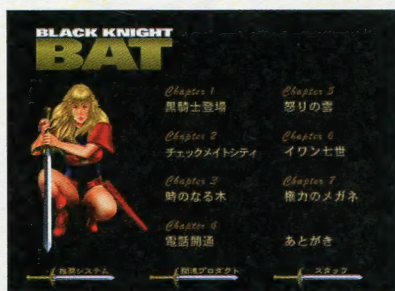 BLACK KNIGHT
BAT
Chapter 1
黒騎士登場
Chapter 2
チェックメイトシティ
Chapter 3
時のなる木
Chapter 4
電話開通
Chapter 5
怒りの雲
Chapter 6
イワン七世
Chapter 7
権力のメガネ
あとがき
推奨システム
関連プロダクト
スタッフ